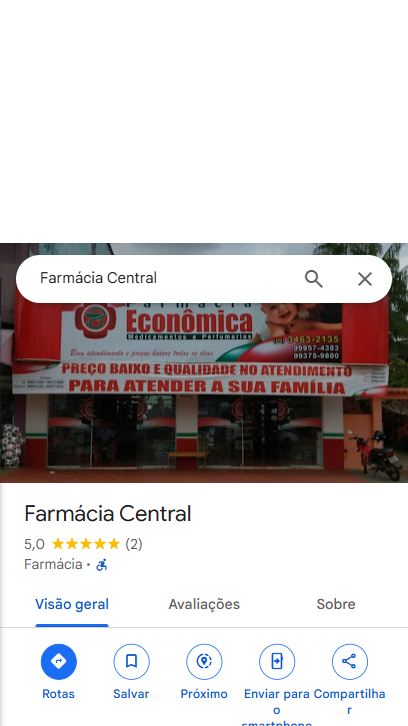 Farmácia Central
Farmácia
Econômica
Medicamentos e Perfumarias
3463-2135
99957-4383
99375-9800
Bom atendimento e preços baixos todos os dias
PREÇO BAIXO E QUALIDADE NO ATENDIMENTO
PARA ATENDER A SUA FAMÍLIA
Farmácia Central
5,0 (2)
Farmácia ·
Visão geral Avaliações Sobre
Rotas Salvar Próximo Enviar para o smartphone Compartilhar